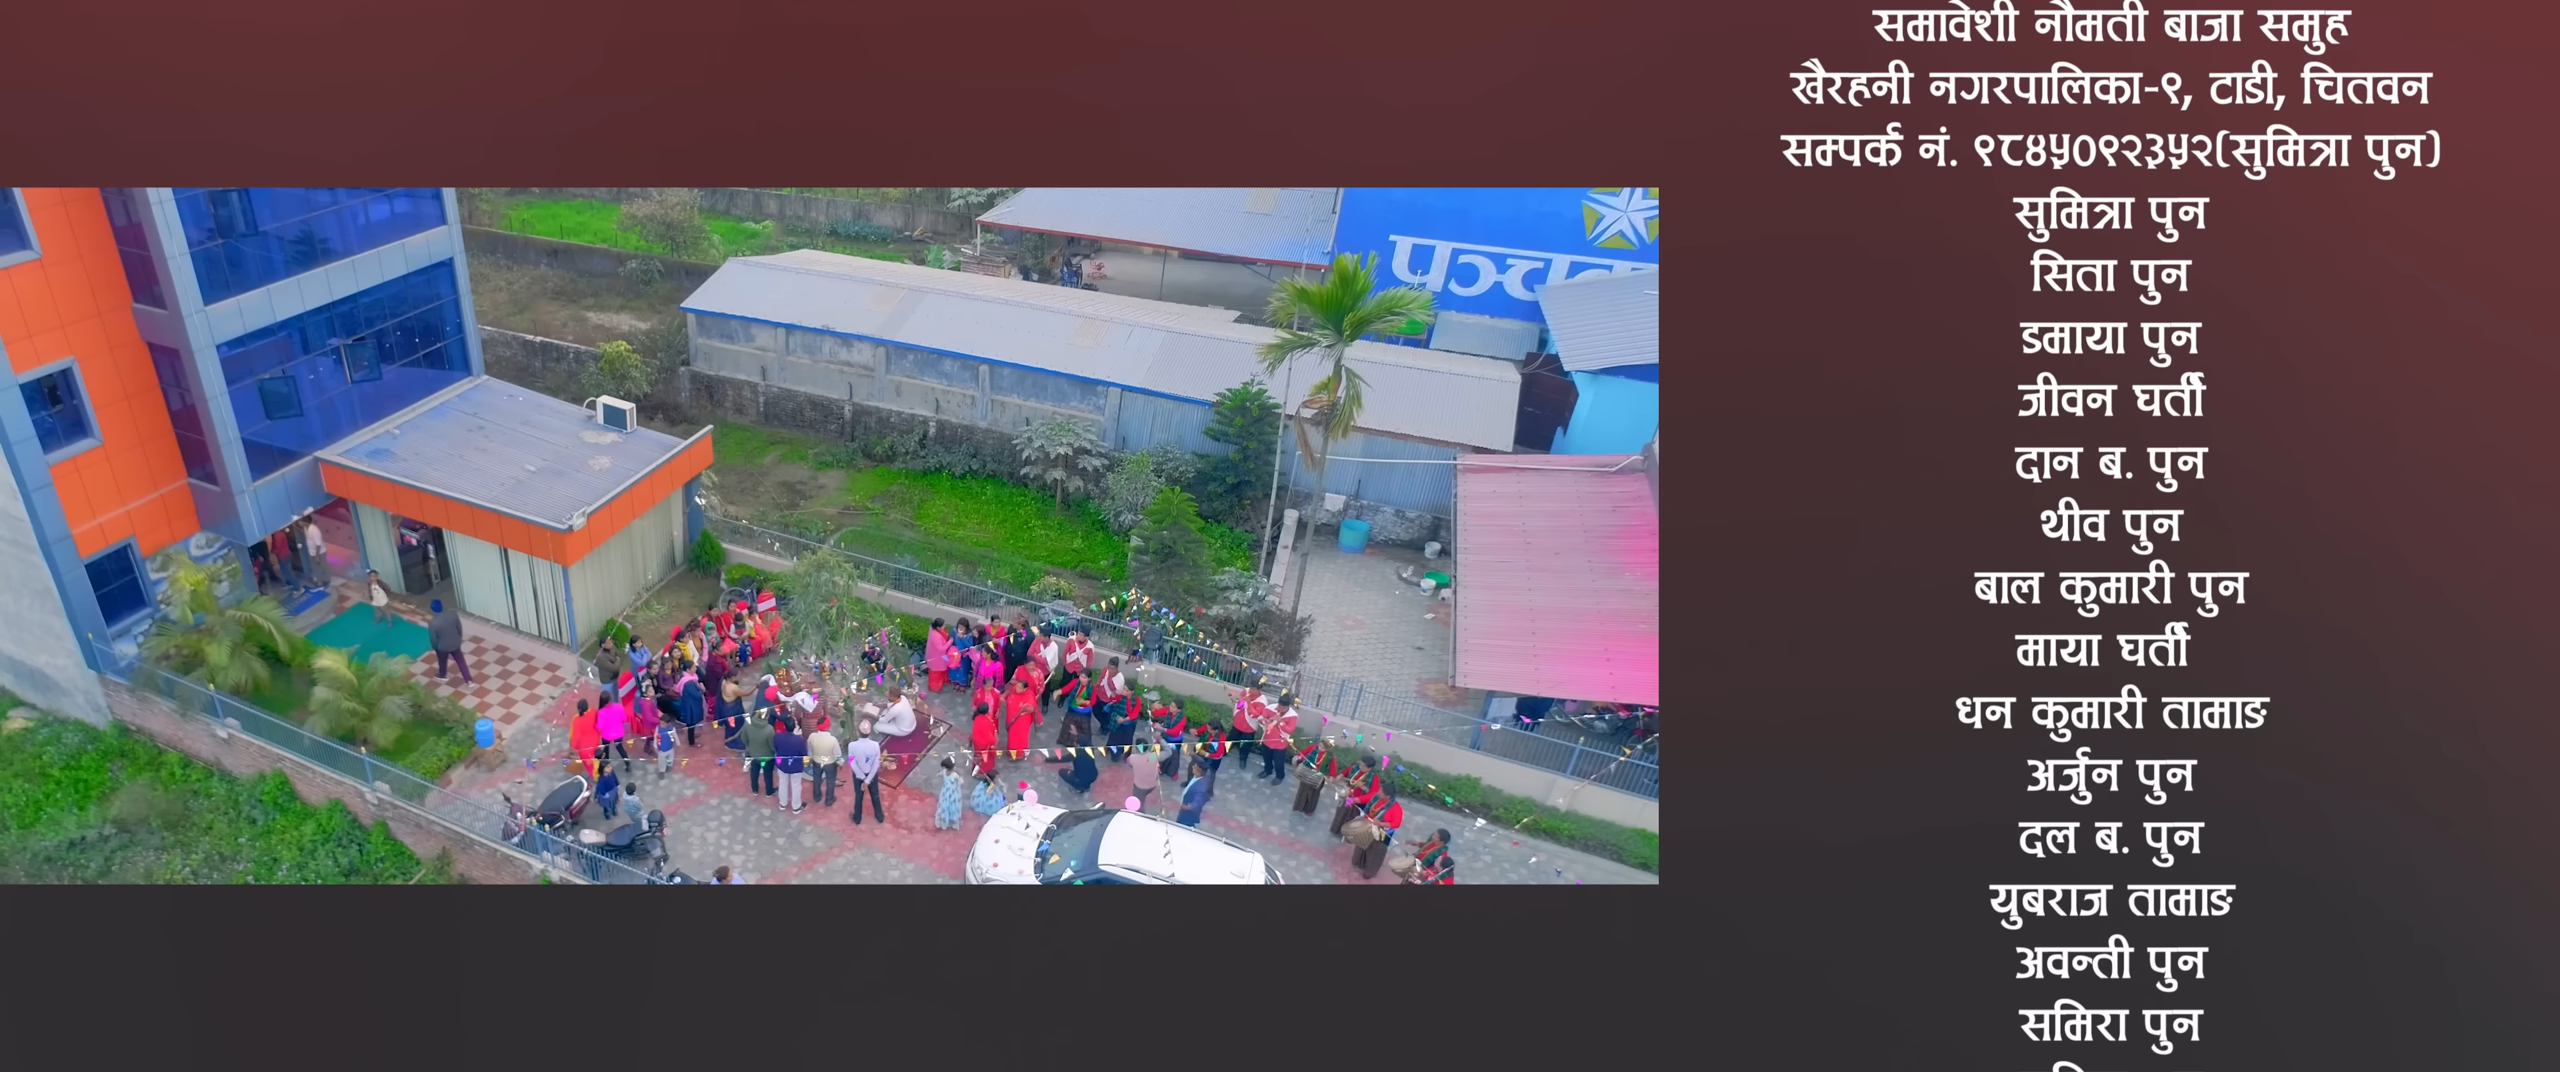 समावेशी नौमती बाजा समुह
खैरहनी नगरपालिका-९, टाडी, चितवन
सम्पर्क नं. ९८४५०९२३५२(सुमित्रा पुन)
सुमित्रा पुन
सिता पुन
डमाया पुन
जीवन घर्ती
दान ब. पुन
थीव पुन
बाल कुमारी पुन
माया घर्ती
धन कुमारी तामाङ
अर्जुन पुन
दल ब. पुन
युबराज तामाङ
अवन्ती पुन
समिरा पुन